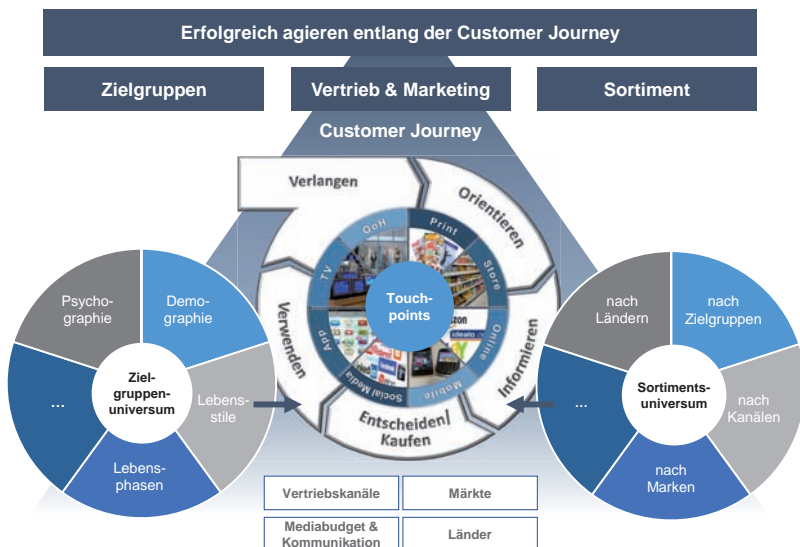 Erfolgreich agieren entlang der Customer Journey
Zielgruppen
Vertrieb & Marketing
Sortiment
Customer Journey
Verlangen
Orientieren
Informieren
Entscheiden/
Kaufen
Verwenden
OoH
Print
Store
Online
Mobile
Social Media
App
TV
Touch-
points
Psycho-
graphie
Demo-
graphie
Lebens-
stile
Lebens-
phasen
...
Ziel-
gruppen-
universum
nach
Ländern
nach
Zielgruppen
nach
Kanälen
nach
Marken
...
Sortiments-
universum
Vertriebskanäle
Märkte
Mediabudget &
Kommunikation
Länder